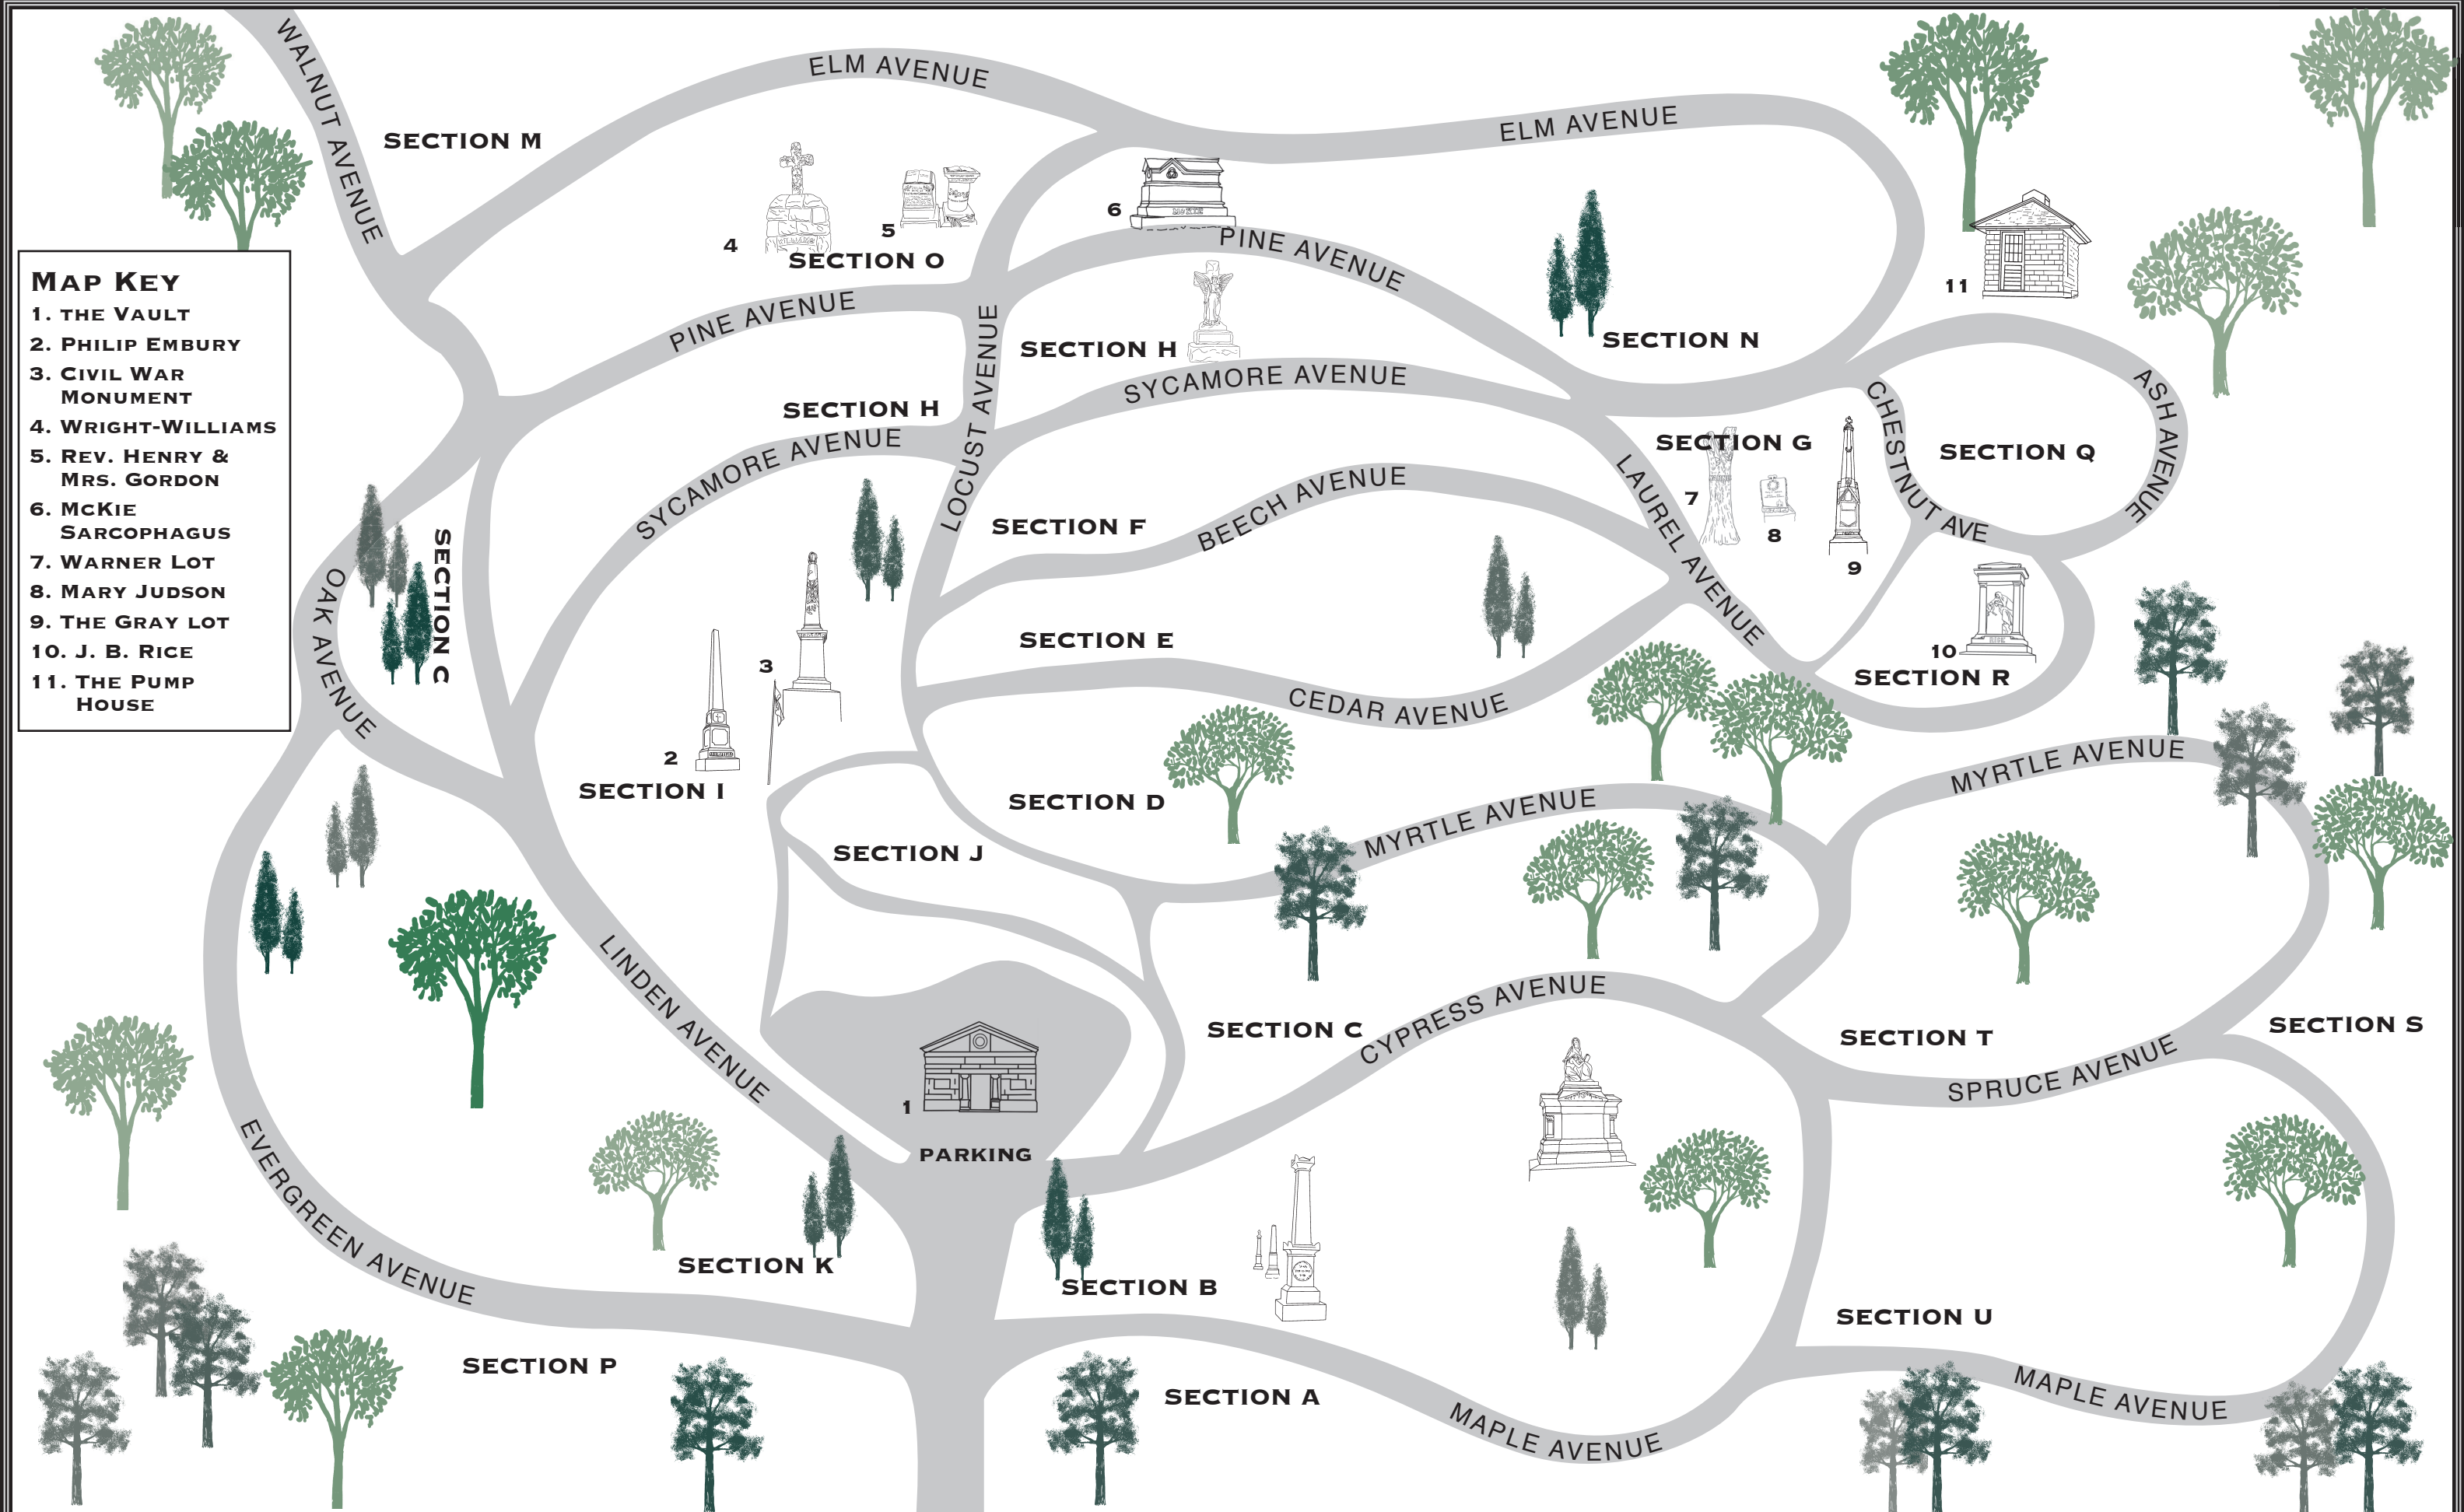 WALNUT AVENUE
ELM AVENUE
ELM AVENUE
SECTION M
4
5
SECTION O
6
PINE AVENUE
PINE AVENUE
11
SECTION N
SECTION H
SECTION H
SYCAMORE AVENUE
SYCAMORE AVENUE
LOCUST AVENUE
MAP KEY
1. THE VAULT
2. PHILIP EMBURY
3. CIVIL WAR
MONUMENT
4. WRIGHT-WILLIAMS
5. REV. HENRY &
MRS. GORDON
6. MCKIE
SARCOPHAGUS
7. WARNER LOT
8. MARY JUDSON
9. THE GRAY LOT
10. J. B. RICE
11. THE PUMP
HOUSE
SECTION G
7
8
9
CHESTNUT AVE
SECTION Q
ASH AVENUE
LAUREL AVENUE
SECTION F
BEECH AVENUE
SECTION C
OAK AVENUE
SECTION E
CEDAR AVENUE
10
RICE
SECTION R
3
2
SECTION I
SECTION D
SECTION J
MYRTLE AVENUE
MYRTLE AVENUE
LINDEN AVENUE
SECTION C
CYPRESS AVENUE
SECTION T
SECTION S
SPRUCE AVENUE
1
PARKING
EVERGREEN AVENUE
SECTION K
SECTION B
SECTION U
SECTION P
SECTION A
MAPLE AVENUE
MAPLE AVENUE